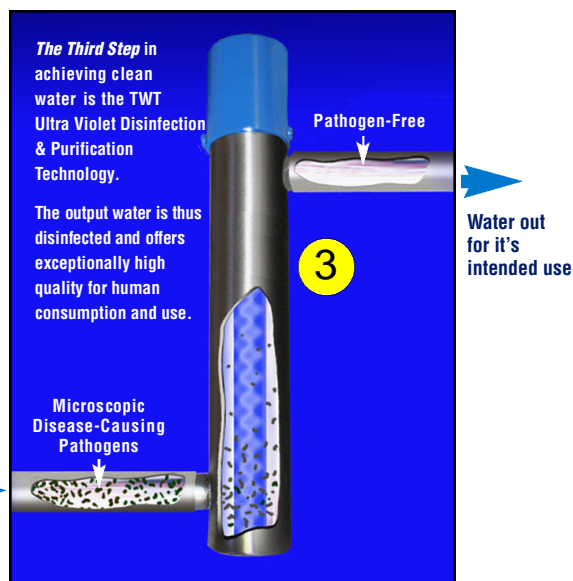 The Third Step in
achieving clean
water is the TWT
Ultra Violet Disinfection
& Purification
Technology.
The output water is thus
disinfected and offers
exceptionally high
quality for human
consumption and use.
Pathogen-Free
Water out
for it's
intended use
3
Microscopic
Disease-Causing
Pathogens